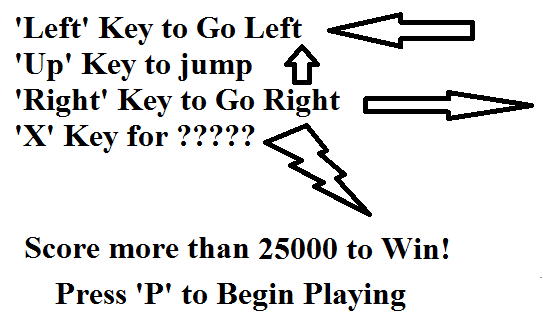 'Left' Key to Go Left
'Up' Key to jump
'Right' Key to Go Right
'X' Key for ?????
Score more than 25000 to Win!
Press 'P' to Begin Playing